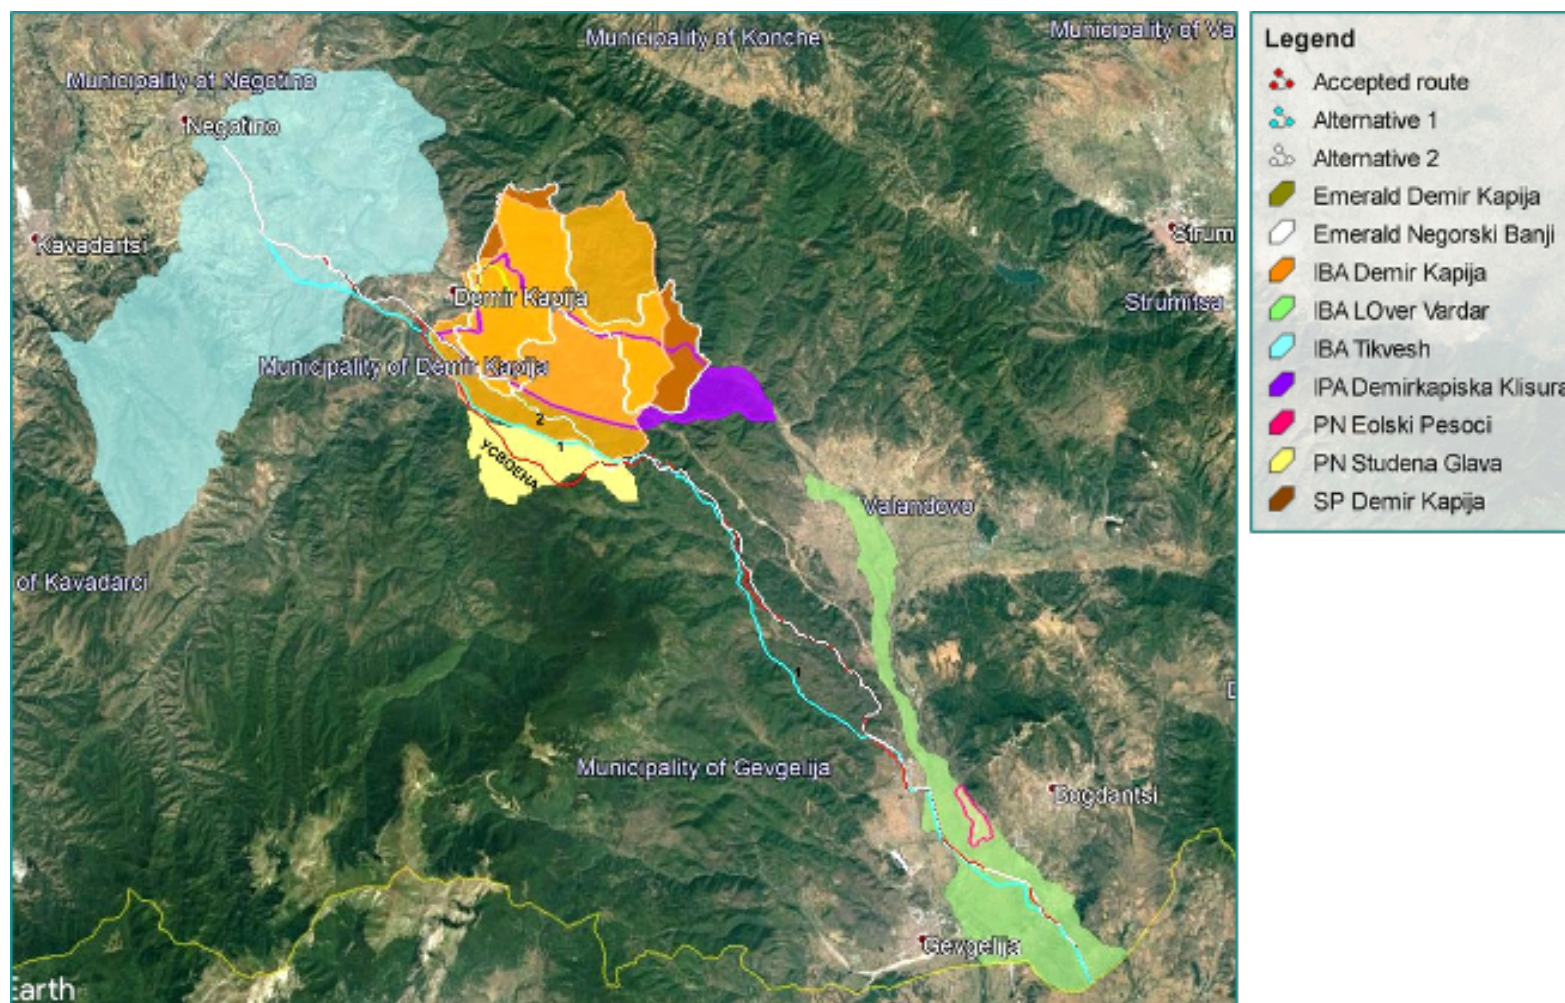 Municipality of Konche
Municipality of Va
Municipality of Negotino
Negotino
Kavadartsi
Strum
Demir Kapija
Strumitsa
Municipality of Demir Kapija
2
1
УСВОЕНА
Valandovo
of Kavadarci
1
Municipality of Gevgelija
Bogdantsi
Gevgelija
Earth
Legend
Accepted route
Alternative 1
Alternative 2
Emerald Demir Kapija
Emerald Negorski Banji
IBA Demir Kapija
IBA LOver Vardar
IBA Tikvesh
IPA Demirkapiska Klisura
PN Eolski Pesoci
PN Studena Glava
SP Demir Kapija